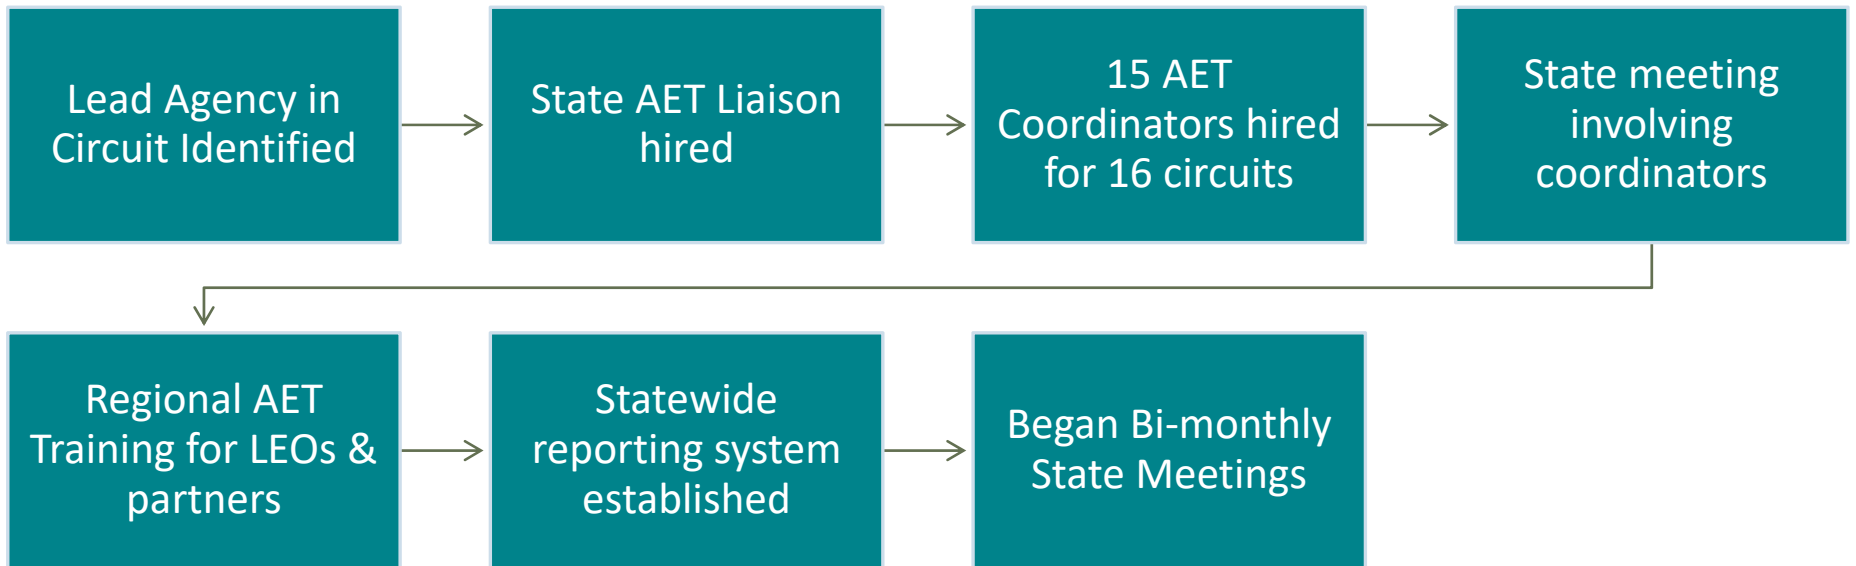 Lead Agency in
Circuit Identified
State AET Liaison
hired
15 AET
Coordinators hired
for 16 circuits
State meeting
involving
coordinators
Regional AET
Training for LEOs &
partners
Statewide
reporting system
established
Began Bi-monthly
State Meetings